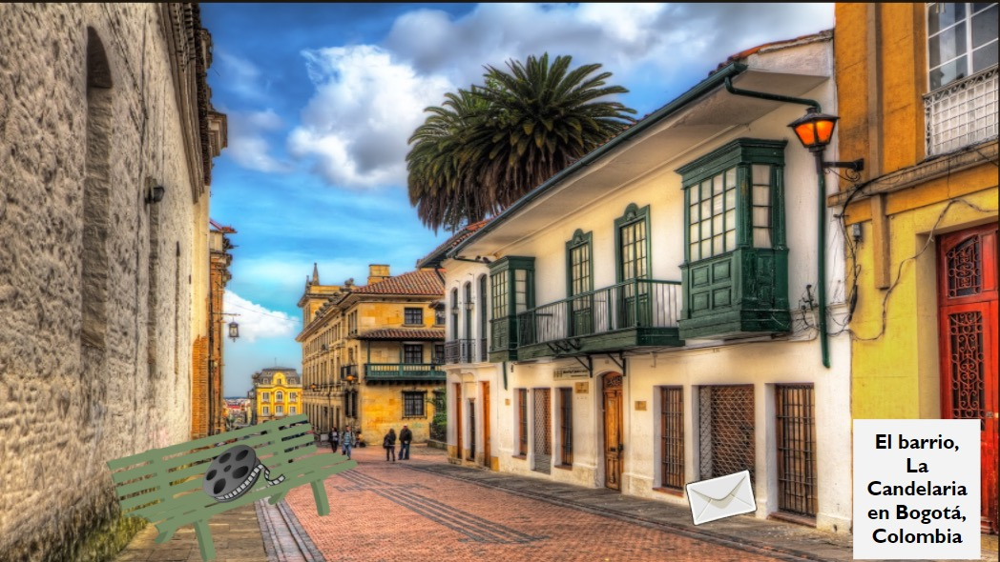 El barrio,
La
Candelaria
en Bogotá,
Colombia